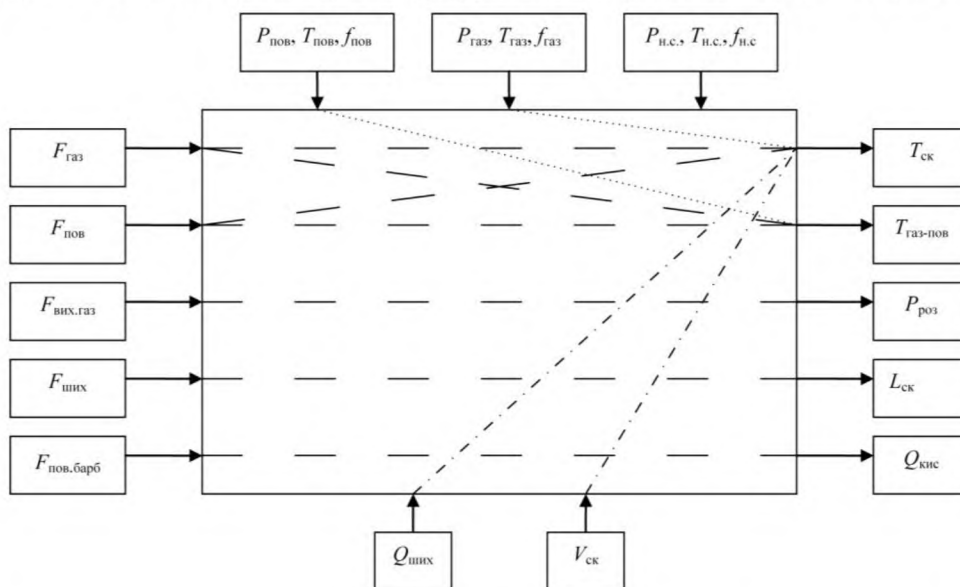 Pпов, Tпов, fпов
Pгаз, Tгаз, fгаз
Pн.с., Tн.с., fн.с
Fгаз
Tск
Fпов
Tгаз-пов
Fвих.газ
Pроз
Fших
Lск
Fпов.барб
Qкис
Qших
Vск